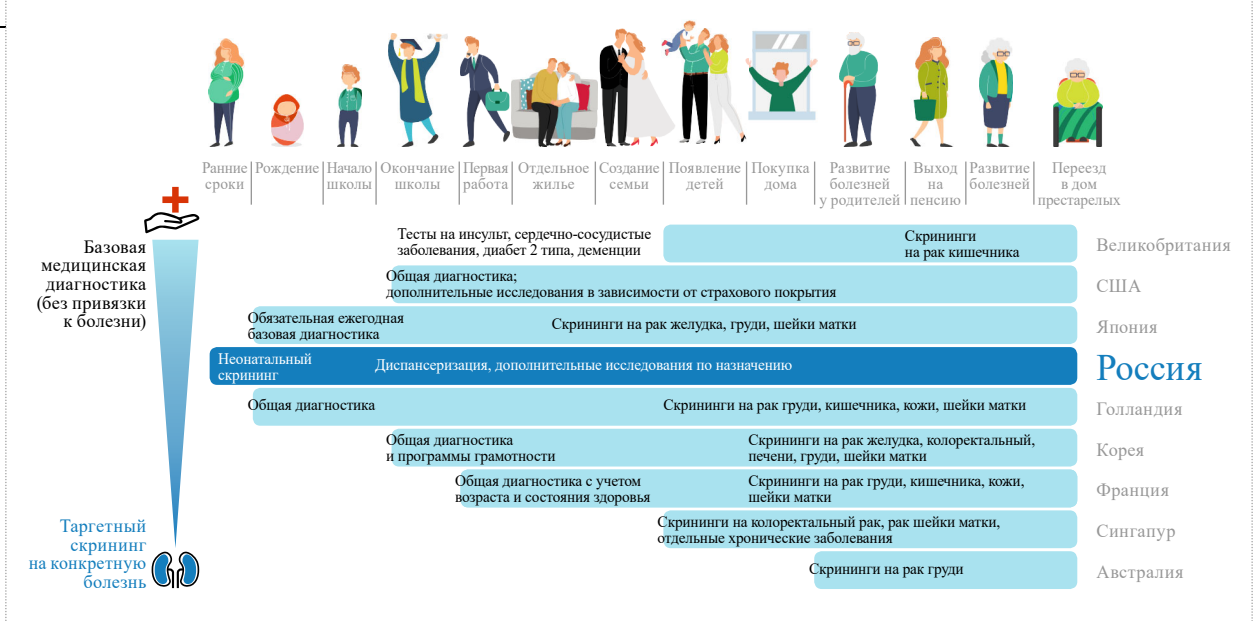 Ранние
сроки
Рождение
Начало
школы
Окончание
школы
Первая
работа
Отдельное
жилье
Создание
семьи
Появление
детей
Покупка
дома
Развитие
болезней
у родителей
Выход
на
пенсию
Развитие
болезней
Переезд
в дом
престарелых
Базовая
медицинская
диагностика
(без привязки
к болезни)
Тесты на инсульт, сердечно-сосудистые
заболевания, диабет 2 типа, деменции
Скрининги
на рак кишечника
Великобритания
Общая диагностика;
дополнительные исследования в зависимости от страхового покрытия
США
Обязательная ежегодная
базовая диагностика
Скрининги на рак желудка, груди, шейки матки
Япония
Неонатальный
скрининг
Диспансеризация, дополнительные исследования по назначению
Россия
Общая диагностика
Скрининги на рак груди, кишечника, кожи, шейки матки
Голландия
Общая диагностика
и программы грамотности
Скрининги на рак желудка, колоректальный,
печени, груди, шейки матки
Корея
Общая диагностика с учетом
возраста и состояния здоровья
Скрининги на рак груди, кишечника, кожи,
шейки матки
Франция
Скрининги на колоректальный рак, рак шейки матки,
отдельные хронические заболевания
Сингапур
Скрининги на рак груди
Австралия
Таргетный
скрининг
на конкретную
болезнь